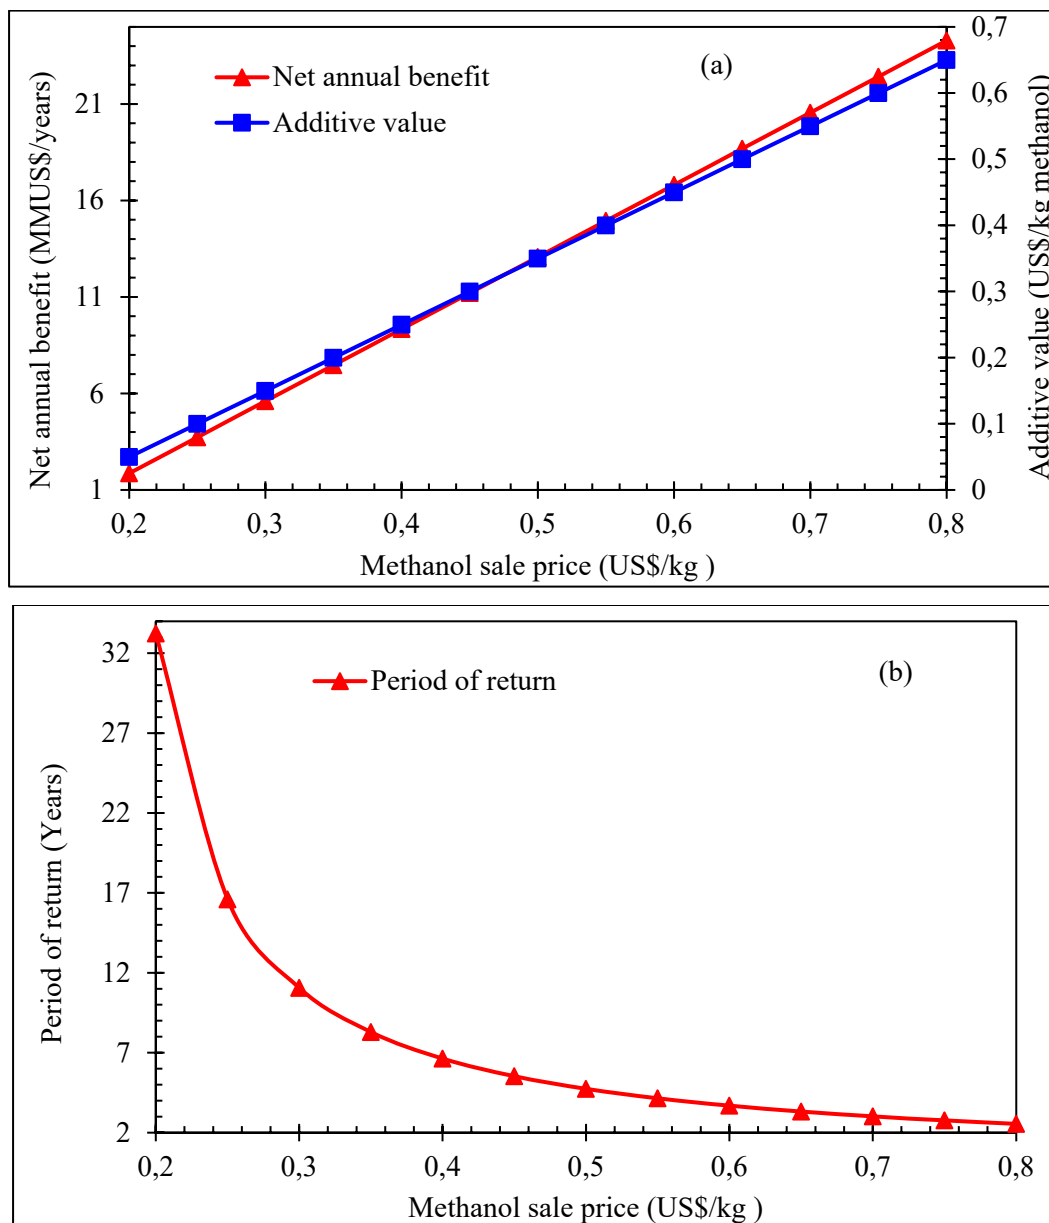 (a)
Net annual benefit
Additive value
Net annual benefit (MMUS$/years)
21
16
11
6
1
0,7
0,6
0,5
0,4
0,3
0,2
0,1
0
Additive value (US$/kg methanol)
0,2 0,3 0,4 0,5 0,6 0,7 0,8
Methanol sale price (US$/kg )
(b)
Period of return
Period of return (Years)
32
27
22
17
12
7
2
0,2 0,3 0,4 0,5 0,6 0,7 0,8
Methanol sale price (US$/kg )